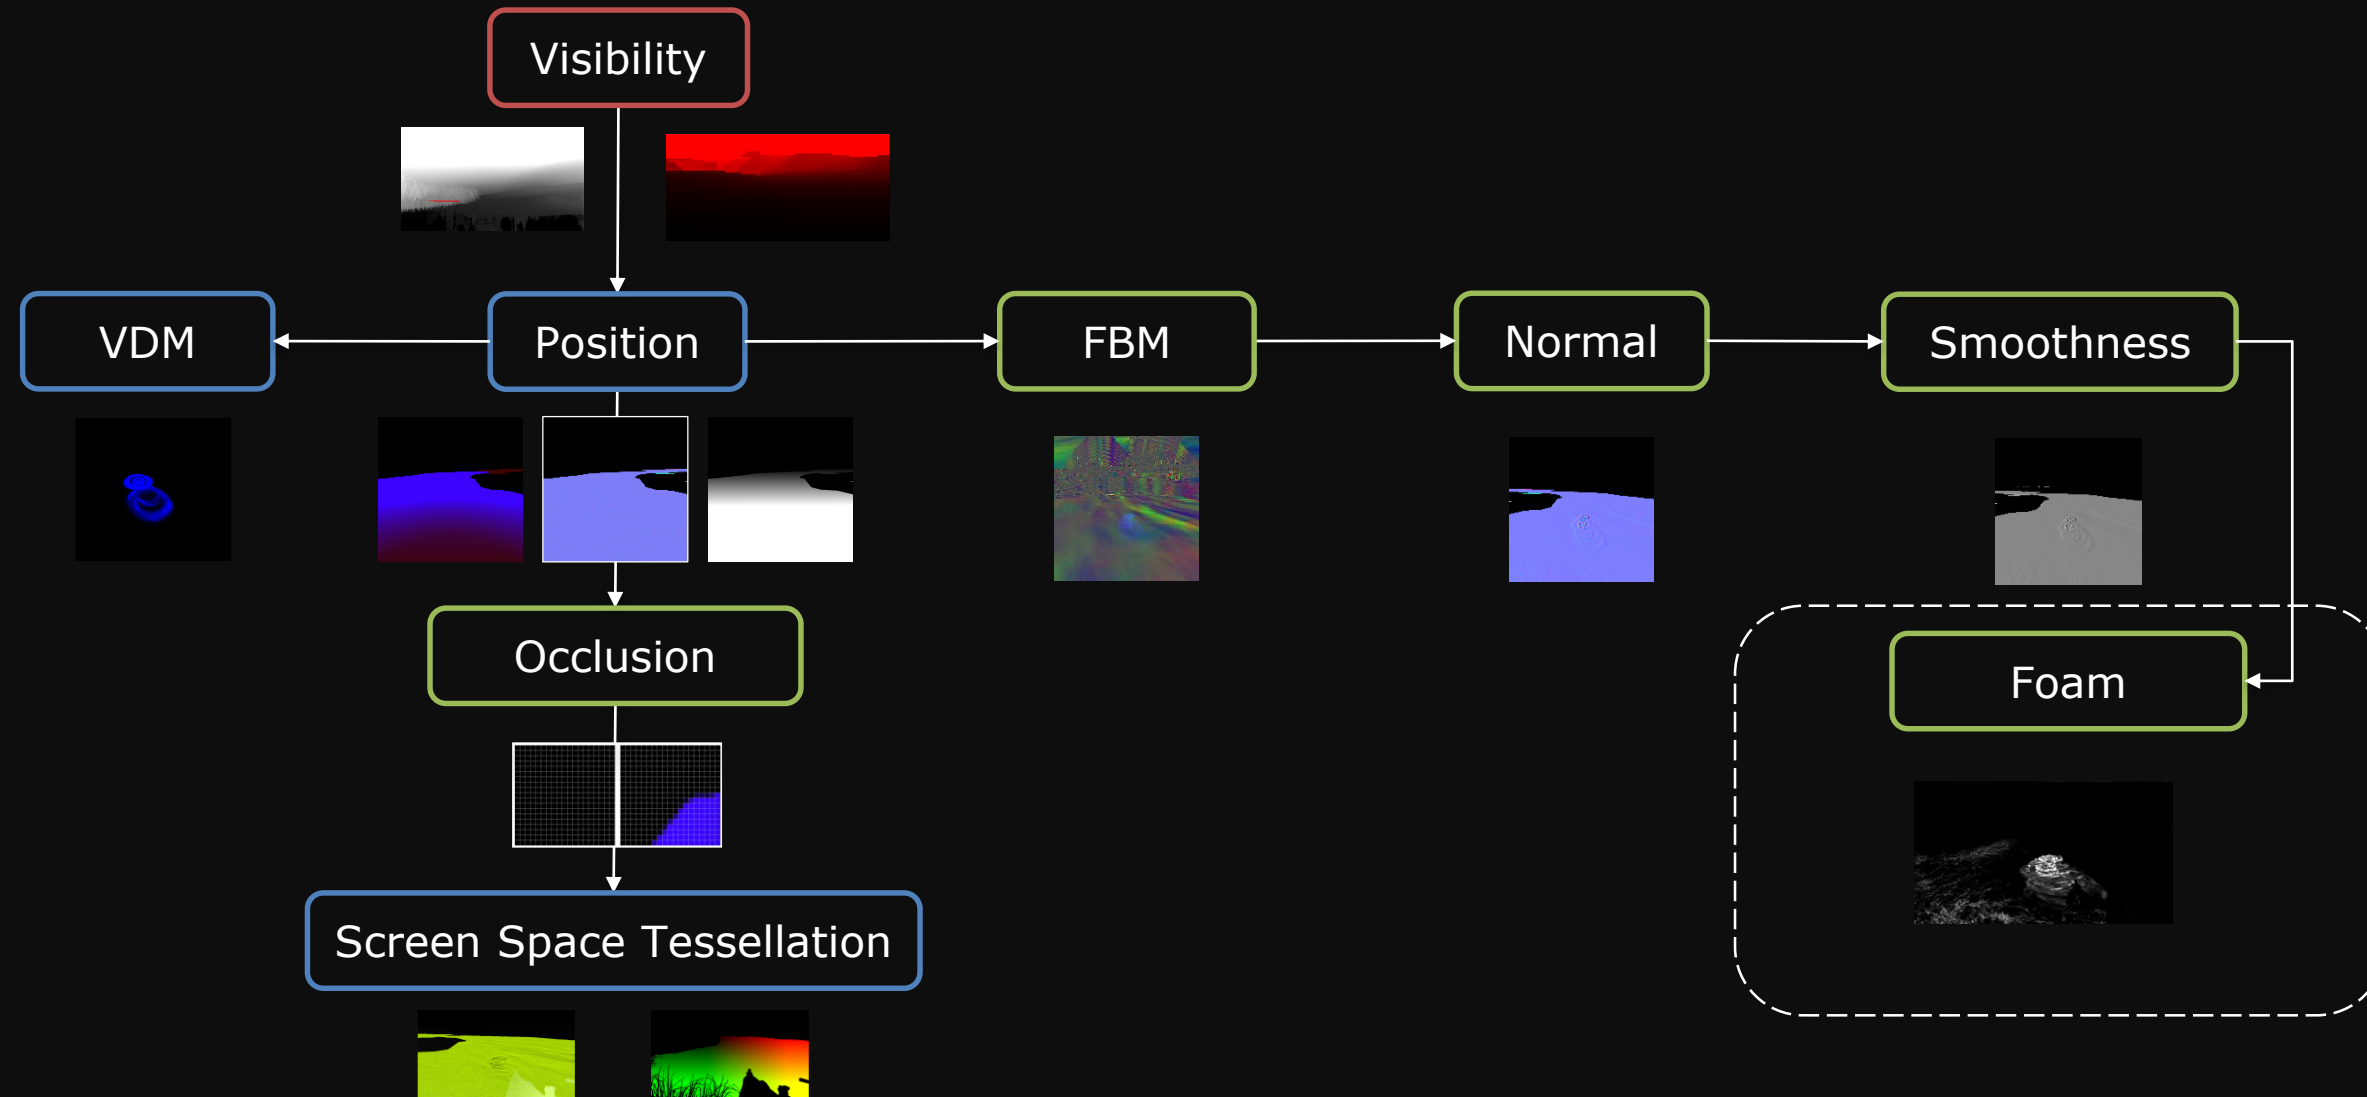 Visibility
VDM
Position
FBM
Normal
Smoothness
Occlusion
Foam
Screen Space Tessellation